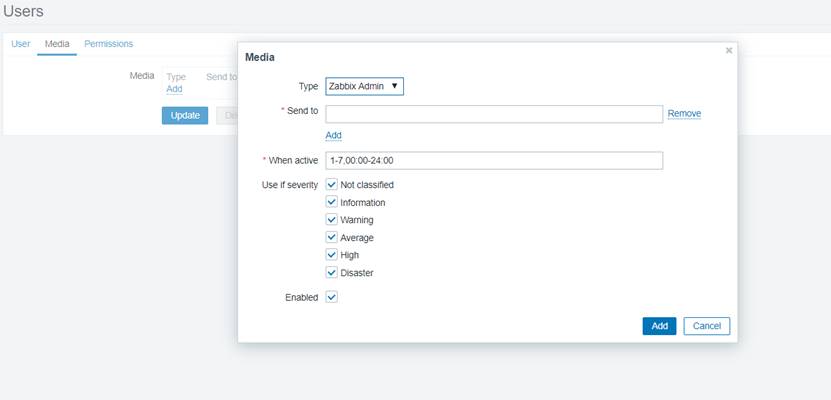 Users
User Media Permissions
Media Type Send to
Add
Update De
Media
Type Zabbix Admin
* Send to Remove
Add
* When active 1-7,00:00-24:00
Use if severity Not classified
Information
Warning
Average
High
Disaster
Enabled
Add Cancel